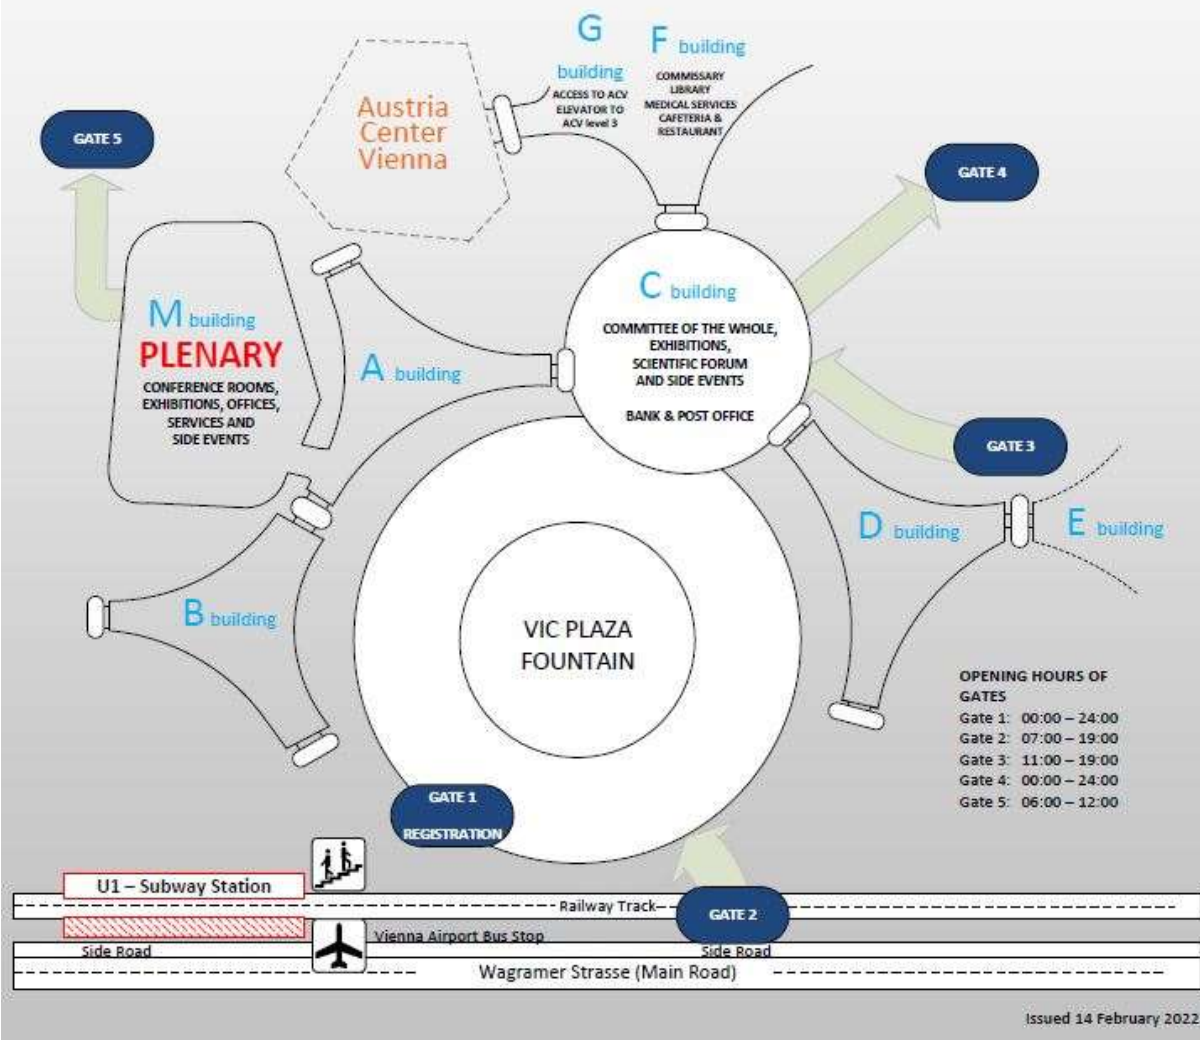 G
building
ACCESS TO ACV
ELEVATOR TO
ACV level 3
F building
COMMISSARY
LIBRARY
MEDICAL SERVICES
CAFETERIA &
RESTAURANT
Austria
Center
Vienna
GATE 5
GATE 4
M building
PLENARY
CONFERENCE ROOMS,
EXHIBITIONS, OFFICES,
SERVICES AND
SIDE EVENTS
A building
C building
COMMITTEE OF THE WHOLE,
EXHIBITIONS,
SCIENTIFIC FORUM
AND SIDE EVENTS
BANK & POST OFFICE
GATE 3
D building
E building
B building
VIC PLAZA
FOUNTAIN
OPENING HOURS OF
GATES
Gate 1: 00:00 – 24:00
Gate 2: 07:00 – 19:00
Gate 3: 11:00 – 19:00
Gate 4: 00:00 – 24:00
Gate 5: 06:00 – 12:00
GATE 1
REGISTRATION
U1 – Subway Station
Railway Track
GATE 2
Vienna Airport Bus Stop
Side Road
Side Road
Wagramer Strasse (Main Road)
Issued 14 February 2022